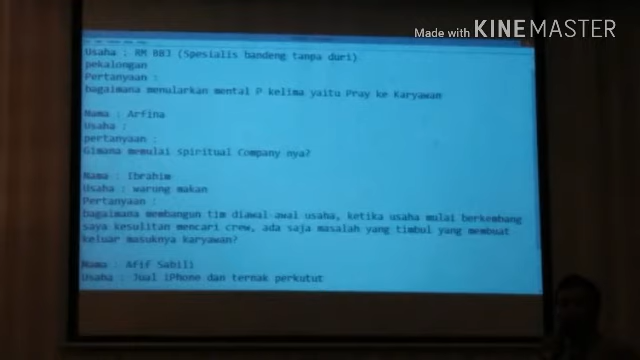 Made with KINEMASTER
Usaha : RM BBJ (Spesialis bandeng tanpa duri)
pekalongan
Pertanyaan :
bagaimana menularkan mental P kelima yaitu Pray ke Karyawan
Nama : Arfina
Usaha :
pertanyaan :
Gimana memulai spiritual Company nya?
Nama : Ibrahim
Usaha : warung makan
Pertanyaan :
bagaimana membangun tim diawal-awal usaha, ketika usaha mulai berkembang
saya kesulitan mencari crew, ada saja masalah yang timbul yang membuat
keluar masuknya karyawan?
Nama : Afif Sabili
Usaha : Jual iPhone dan ternak perkutut